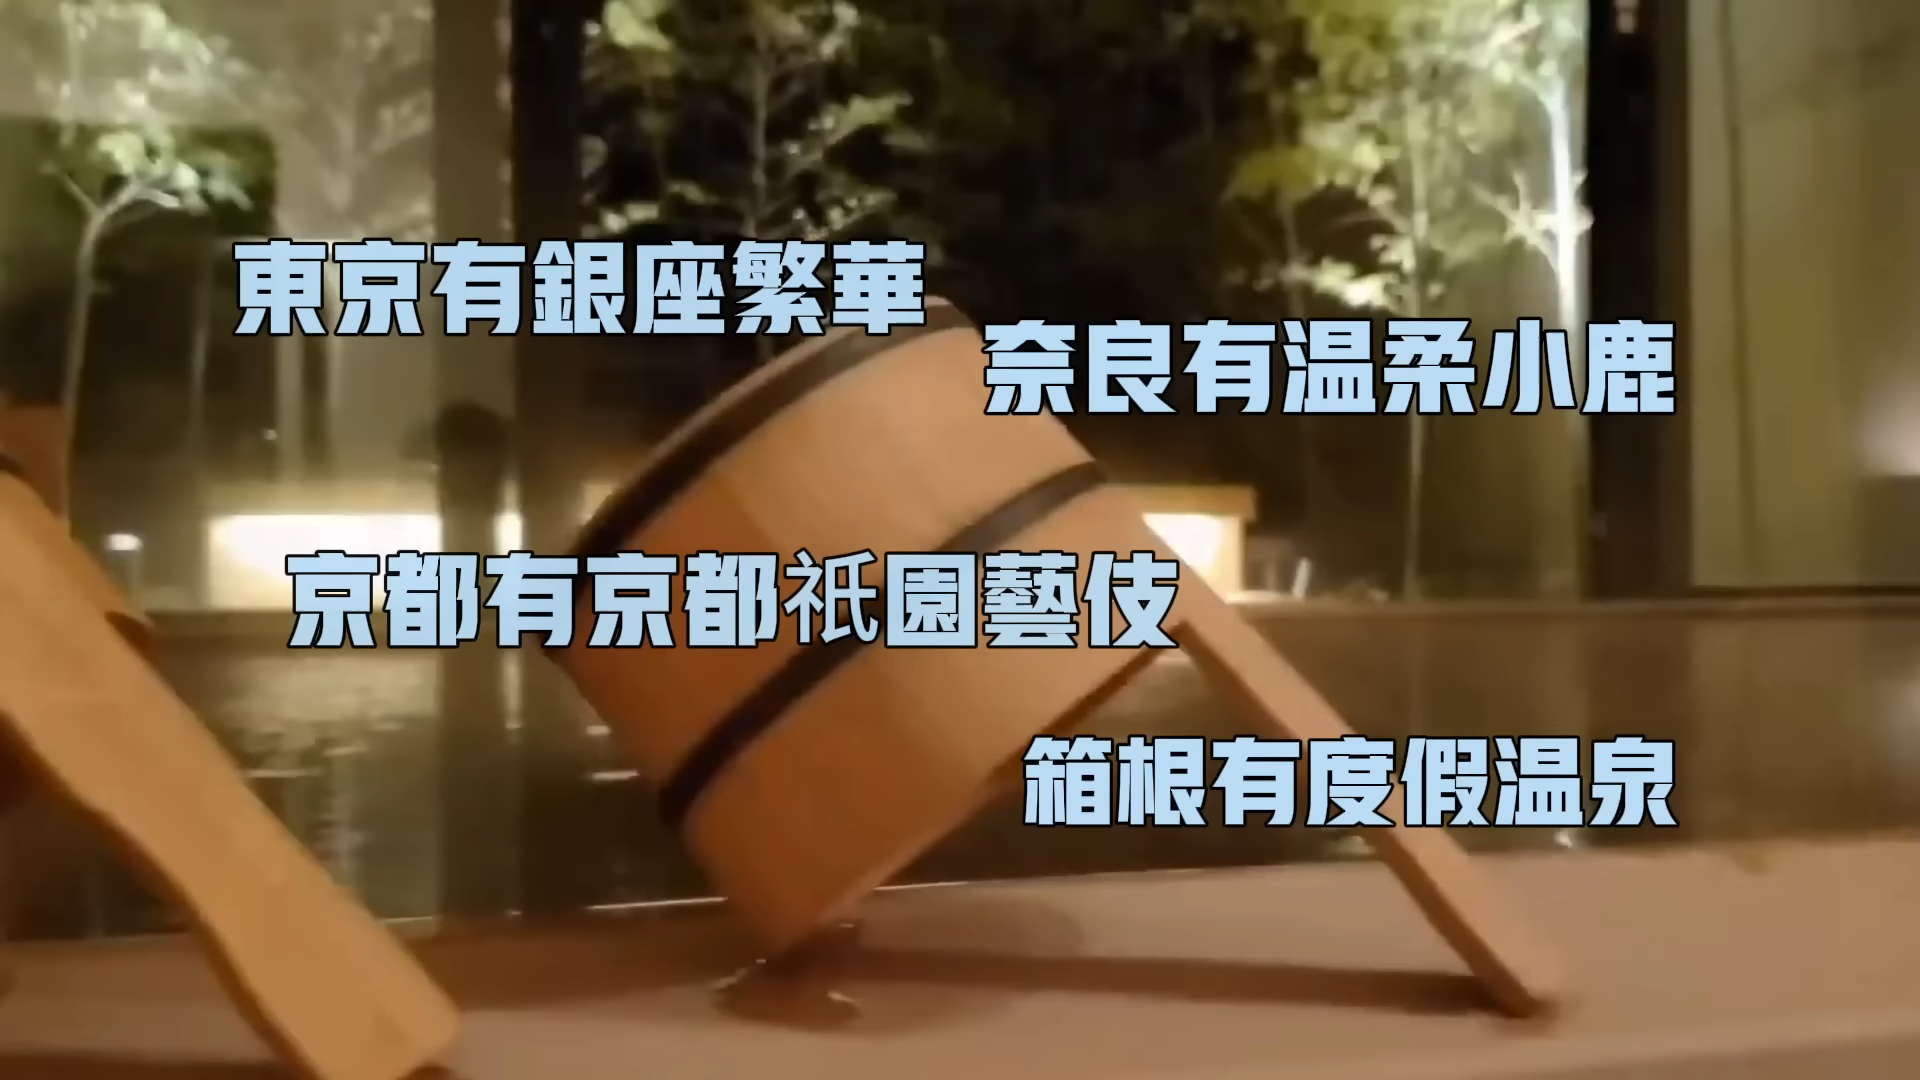 東京有銀座繁華
奈良有温柔小鹿
京都有京都祇園藝伎
箱根有度假温泉